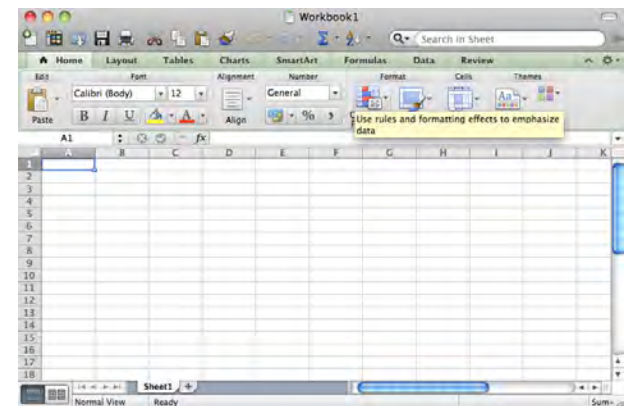 Workbook1
Search in Sheet
Home Layout Tables Charts SmartArt Formulas Data Review
Edit Font Alignment Number Format Cells Themes
Calibri (Body) 12 General
Paste B I U A Align % Aa
Use rules and formatting effects to emphasize
data
A1 fx
A B C D E F G H I J K
1
2
3
4
5
6
7
8
9
10
11
12
13
14
15
16
17
18
Sheet1
Normal View Ready Sum=